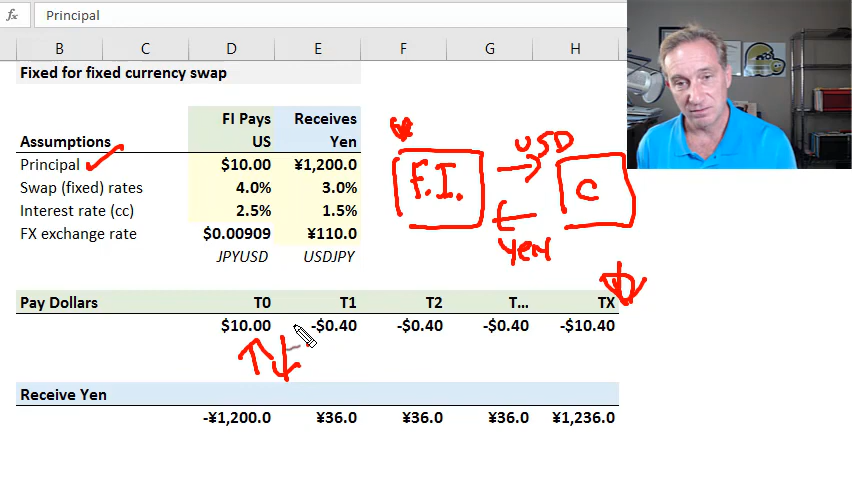 fx Principal
B C D E F G H
Fixed for fixed currency swap
FI Pays Receives
Assumptions US Yen
Principal $10.00 ¥1,200.0
Swap (fixed) rates 4.0% 3.0%
Interest rate (cc) 2.5% 1.5%
FX exchange rate $0.00909 ¥110.0
JPYUSD USDJPY
F.I. USD C
Yen
Pay Dollars T0 T1 T2 T... TX
$10.00 -$0.40 -$0.40 -$0.40 -$10.40
Receive Yen
-¥1,200.0 ¥36.0 ¥36.0 ¥36.0 ¥1,236.0